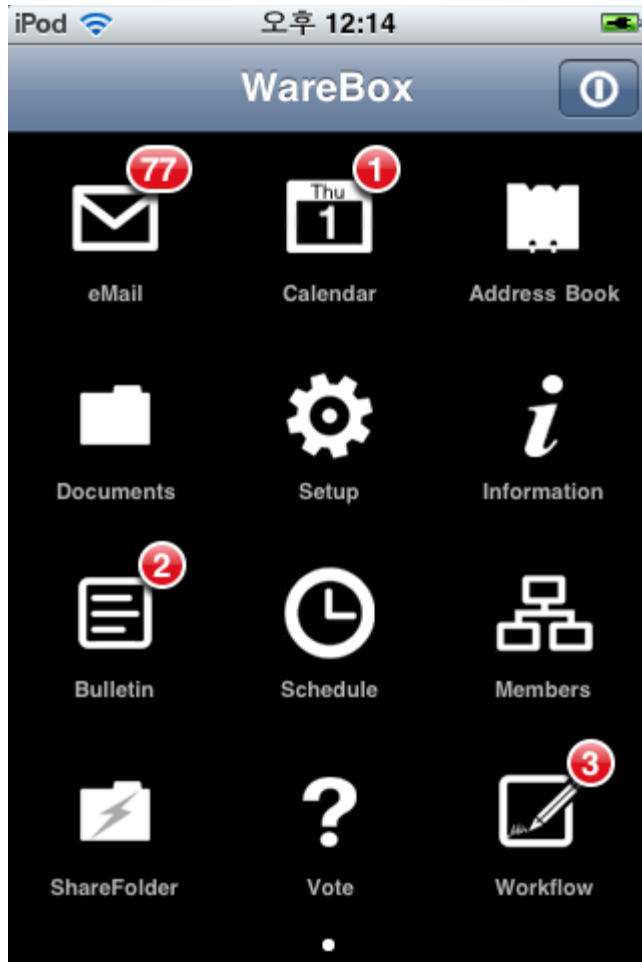 iPod 오후 12:14
WareBox
77 1
Thu
1
eMail Calendar Address Book
Documents Setup Information
2
Bulletin Schedule Members
3
ShareFolder Vote Workflow